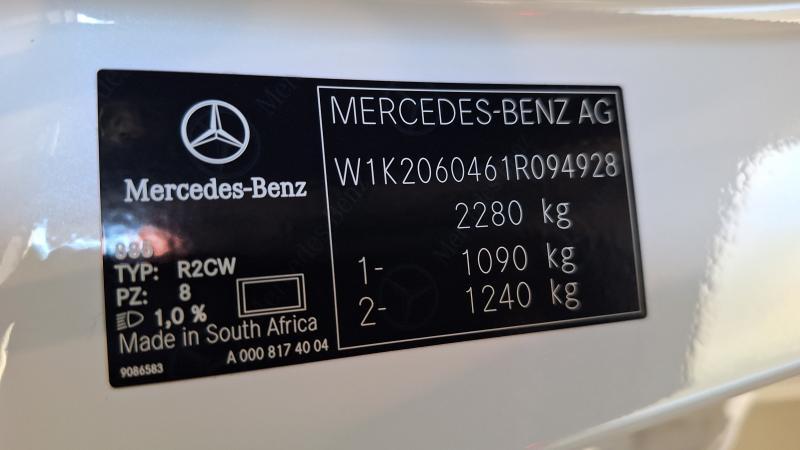 Mercedes-Benz
TYP: R2CW
PZ: 8
1,0 %
Made in South Africa
A 000 817 40 04
9086583
MERCEDES-BENZ AG
W1K2060461R094928
2280 kg
1- 1090 kg
2- 1240 kg